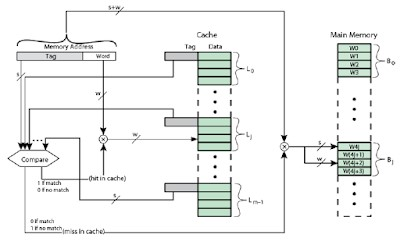 s+w
Cache
Main Memory
Memory Address
Tag
Word
Tag
Data
W0
W1
W2
W3
B0
L0
s
w
w
Lj
s
w
W4j
W(4j+1)
W(4j+2)
W(4j+3)
Bj
Compare
s
Lm-1
1 if match
0 if no match
(hit in cache)
0 if match
1 if no match
(miss in cache)